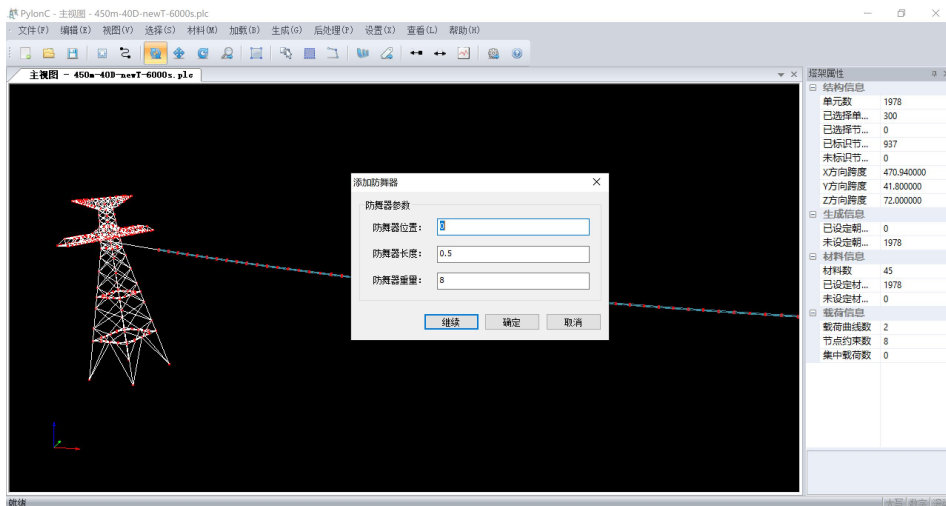 PylonC - 主视图 - 450m-40D-newT-6000s.plc
文件(F) 编辑(E) 视图(V) 选择(S) 材料(M) 加载(B) 生成(G) 后处理(P) 设置(X) 查看(L) 帮助(H)
主视图 - 450m-40D-newT-6000s.plc
塔架属性
结构信息
单元数 1978
已选择单... 300
已选择节... 0
已标识节... 937
未标识节... 0
X方向跨度 470.940000
Y方向跨度 41.800000
Z方向跨度 72.000000
生成信息
已设定朝... 0
未设定朝... 1978
材料信息
材料数 45
已设定材... 1978
未设定材... 0
载荷信息
载荷曲线数 2
节点约束数 8
集中载荷数 0
添加防舞器
防舞器参数
防舞器位置： 0
防舞器长度： 0.5
防舞器重量： 8
继续 确定 取消
就绪
大写 数字